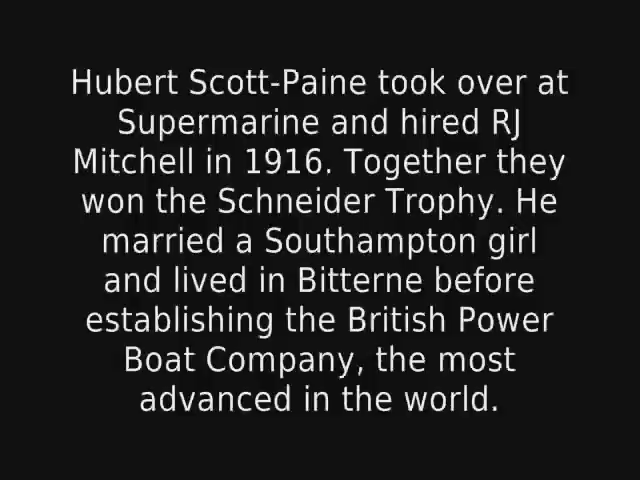 Hubert Scott-Paine took over at
Supermarine and hired RJ
Mitchell in 1916. Together they
won the Schneider Trophy. He
married a Southampton girl
and lived in Bitterne before
establishing the British Power
Boat Company, the most
advanced in the world.